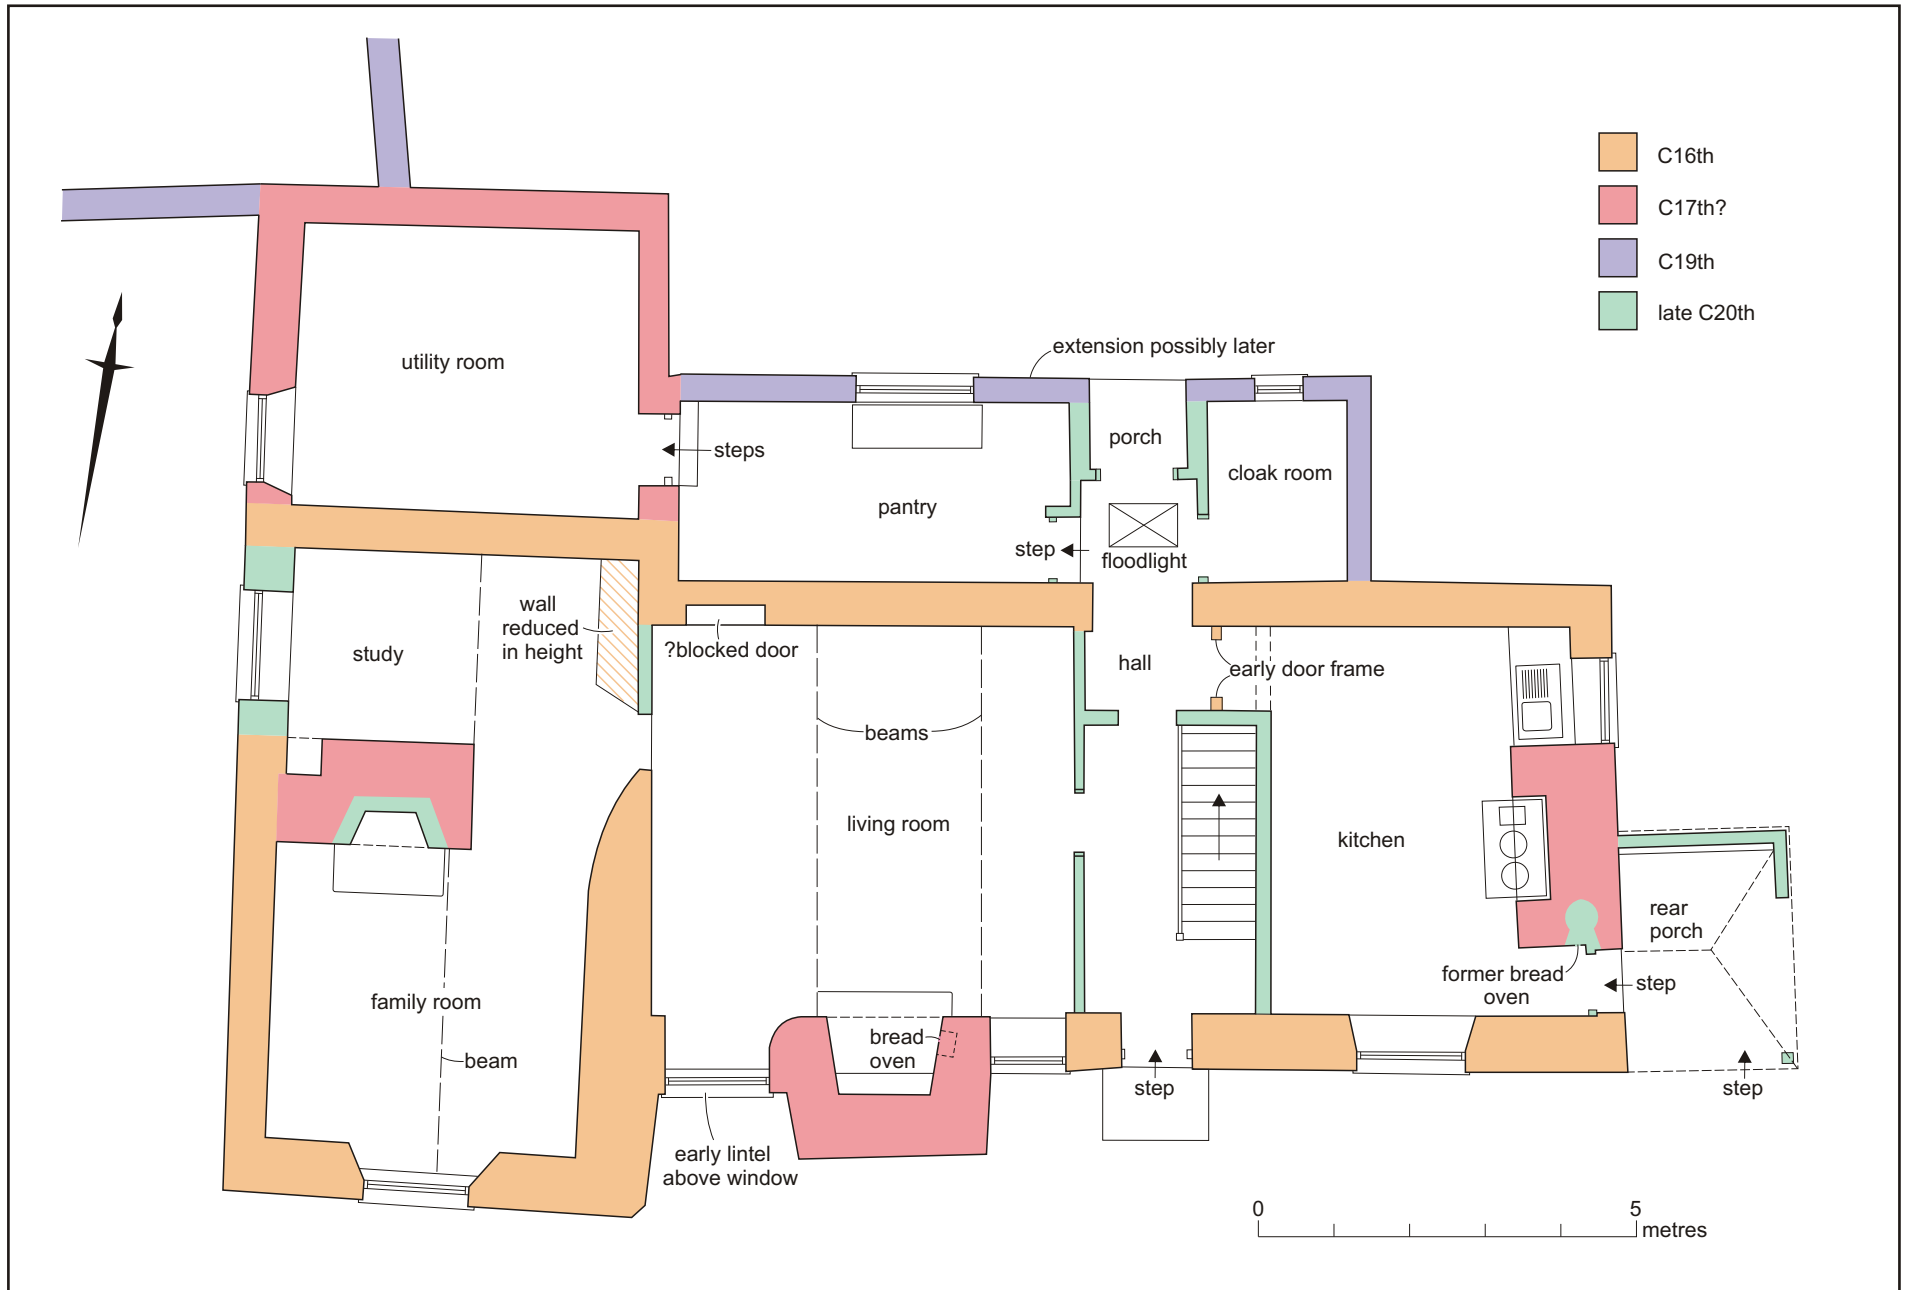 C16th
C17th?
C19th
late C20th
utility room
extension possibly later
steps
porch
cloak room
pantry
step
floodlight
wall
reduced
in height
study
?blocked door
hall
early door frame
beams
living room
kitchen
rear
porch
family room
former bread
oven
step
bread
oven
beam
step
step
early lintel
above window
0
5
metres